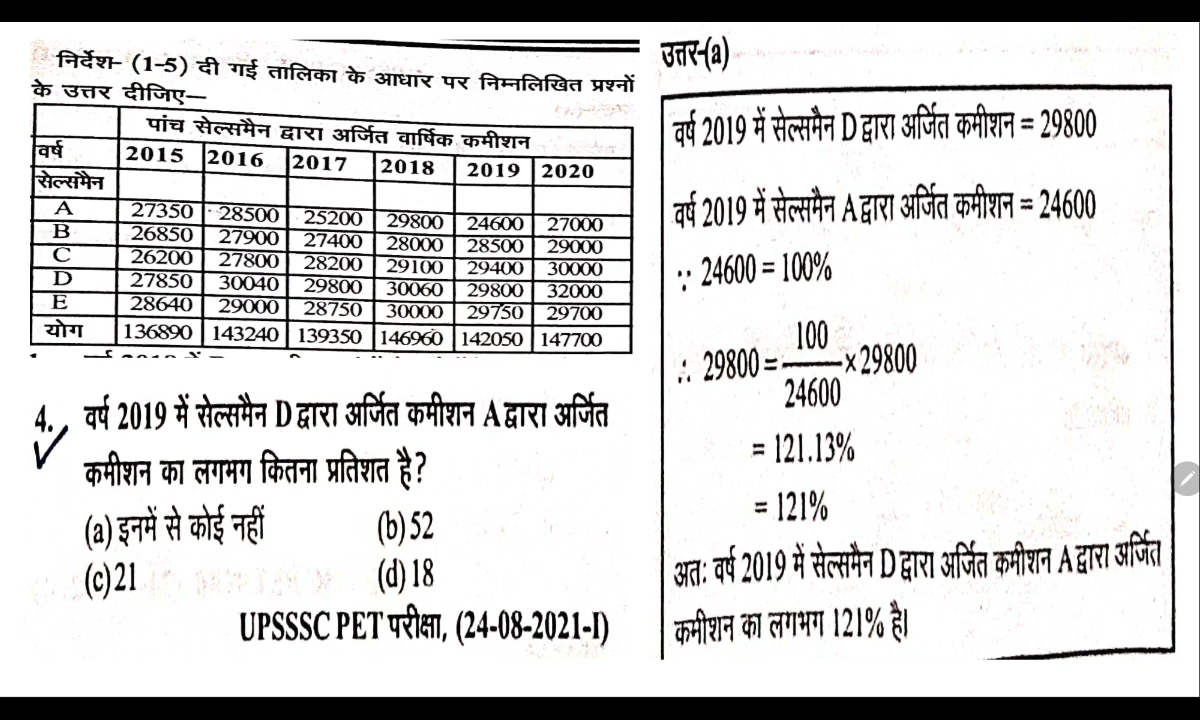 निर्देश- (1-5) दी गई तालिका के आधार पर निम्नलिखित प्रश्नों
के उत्तर दीजिए—
पांच सेल्समैन द्वारा अर्जित वार्षिक कमीशन
वर्ष 2015 2016 2017 2018 2019 2020
सेल्समैन
A 27350 28500 25200 29800 24600 27000
B 26850 27900 27400 28000 28500 29000
C 26200 27800 28200 29100 29400 30000
D 27850 30040 29800 30060 29800 32000
E 28640 29000 28750 30000 29750 29700
योग 136890 143240 139350 146960 142050 147700
4. वर्ष 2019 में सेल्समैन D द्वारा अर्जित कमीशन A द्वारा अर्जित
कमीशन का लगभग कितना प्रतिशत है?
(a) इनमें से कोई नहीं (b) 52
(c) 21 (d) 18
UPSSSC PET परीक्षा, (24-08-2021-I)
उत्तर-(a)
वर्ष 2019 में सेल्समैन D द्वारा अर्जित कमीशन = 29800
वर्ष 2019 में सेल्समैन A द्वारा अर्जित कमीशन = 24600
∵ 24600 = 100%
∴ 29800 = 100/24600 × 29800
= 121.13%
= 121%
अतः वर्ष 2019 में सेल्समैन D द्वारा अर्जित कमीशन A द्वारा अर्जित
कमीशन का लगभग 121% है।